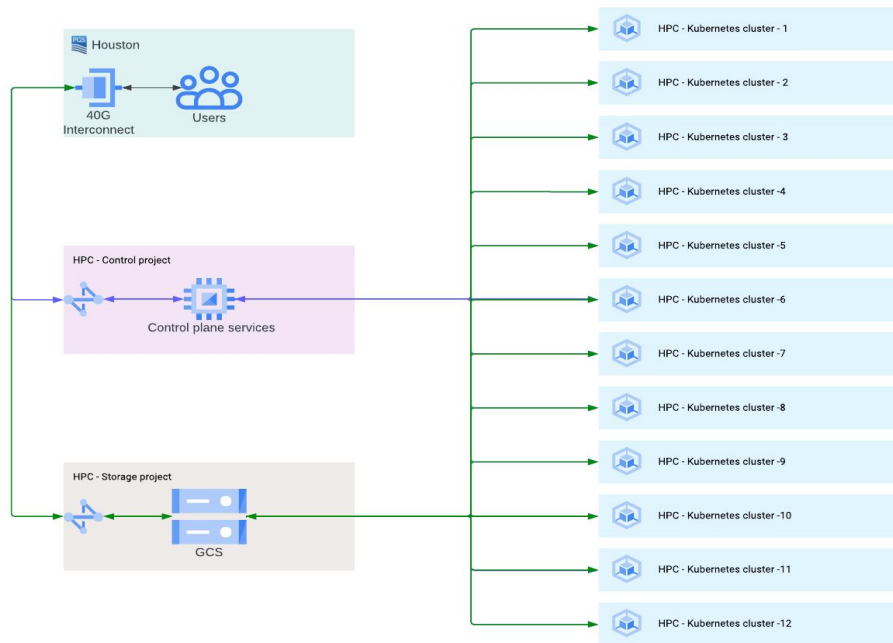 PGS Houston
40G
Interconnect
Users
HPC - Control project
Control plane services
HPC - Storage project
GCS
HPC - Kubernetes cluster - 1
HPC - Kubernetes cluster - 2
HPC - Kubernetes cluster - 3
HPC - Kubernetes cluster -4
HPC - Kubernetes cluster -5
HPC - Kubernetes cluster -6
HPC - Kubernetes cluster -7
HPC - Kubernetes cluster -8
HPC - Kubernetes cluster -9
HPC - Kubernetes cluster -10
HPC - Kubernetes cluster -11
HPC - Kubernetes cluster -12